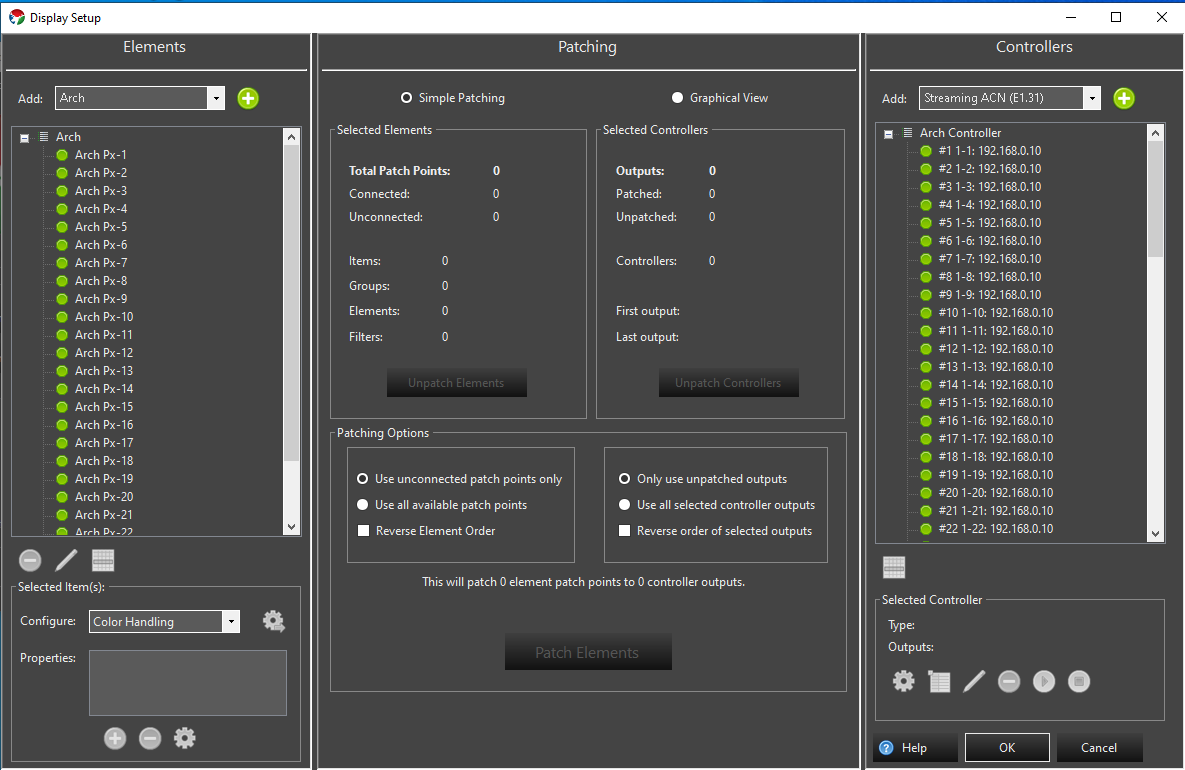 Display Setup
Elements
Add:
Arch
Arch
Arch Px-1
Arch Px-2
Arch Px-3
Arch Px-4
Arch Px-5
Arch Px-6
Arch Px-7
Arch Px-8
Arch Px-9
Arch Px-10
Arch Px-11
Arch Px-12
Arch Px-13
Arch Px-14
Arch Px-15
Arch Px-16
Arch Px-17
Arch Px-18
Arch Px-19
Arch Px-20
Arch Px-21
Arch Px-22
Selected Item(s):
Configure:
Color Handling
Properties:
Patching
Simple Patching
Graphical View
Selected Elements
Total Patch Points: 0
Connected: 0
Unconnected: 0
Items: 0
Groups: 0
Elements: 0
Filters: 0
Unpatch Elements
Selected Controllers
Outputs: 0
Patched: 0
Unpatched: 0
Controllers: 0
First output:
Last output:
Unpatch Controllers
Patching Options
Use unconnected patch points only
Use all available patch points
Reverse Element Order
Only use unpatched outputs
Use all selected controller outputs
Reverse order of selected outputs
This will patch 0 element patch points to 0 controller outputs.
Patch Elements
Controllers
Add:
Streaming ACN (E1.31)
Arch Controller
#1 1-1: 192.168.0.10
#2 1-2: 192.168.0.10
#3 1-3: 192.168.0.10
#4 1-4: 192.168.0.10
#5 1-5: 192.168.0.10
#6 1-6: 192.168.0.10
#7 1-7: 192.168.0.10
#8 1-8: 192.168.0.10
#9 1-9: 192.168.0.10
#10 1-10: 192.168.0.10
#11 1-11: 192.168.0.10
#12 1-12: 192.168.0.10
#13 1-13: 192.168.0.10
#14 1-14: 192.168.0.10
#15 1-15: 192.168.0.10
#16 1-16: 192.168.0.10
#17 1-17: 192.168.0.10
#18 1-18: 192.168.0.10
#19 1-19: 192.168.0.10
#20 1-20: 192.168.0.10
#21 1-21: 192.168.0.10
#22 1-22: 192.168.0.10
Selected Controller
Type:
Outputs:
Help
OK
Cancel